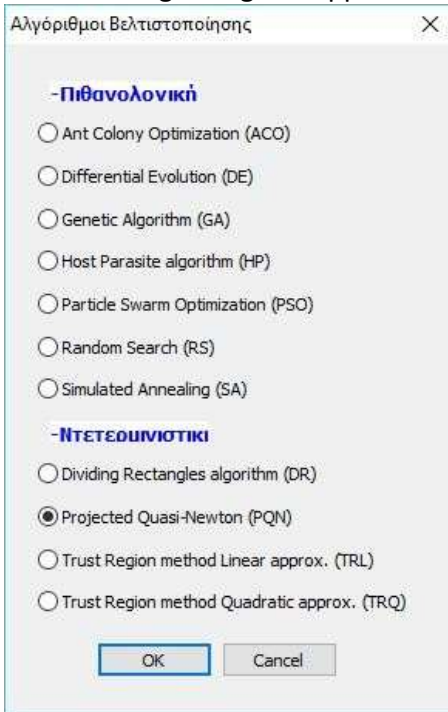 Αλγόριθμοι Βελτιστοποίησης
-Πιθανολονική
Ant Colony Optimization (ACO)
Differential Evolution (DE)
Genetic Algorithm (GA)
Host Parasite algorithm (HP)
Particle Swarm Optimization (PSO)
Random Search (RS)
Simulated Annealing (SA)
-Ντετερμινιστικι
Dividing Rectangles algorithm (DR)
Projected Quasi-Newton (PQN)
Trust Region method Linear approx. (TRL)
Trust Region method Quadratic approx. (TRQ)
OK Cancel